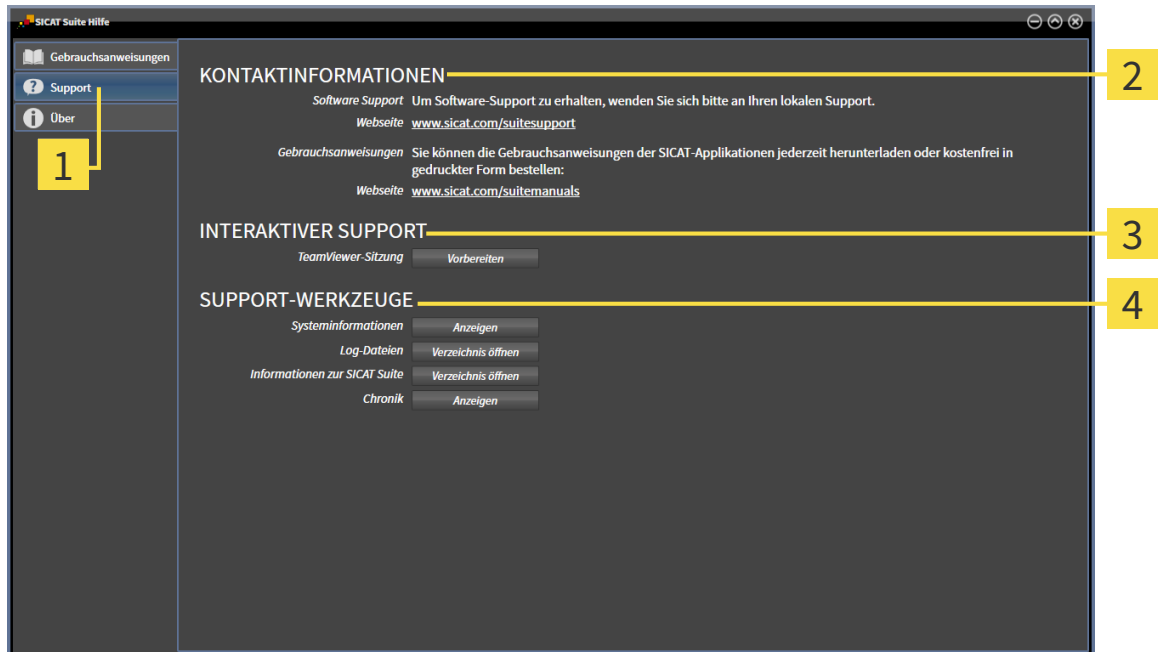 SICAT Suite Hilfe
Gebrauchsanweisungen
Support
Über
1
KONTAKTINFORMATIONEN
2
Software Support Um Software-Support zu erhalten, wenden Sie sich bitte an Ihren lokalen Support.
Webseite www.sicat.com/suitesupport
Gebrauchsanweisungen Sie können die Gebrauchsanweisungen der SICAT-Applikationen jederzeit herunterladen oder kostenfrei in
gedruckter Form bestellen:
Webseite www.sicat.com/suitemanuals
INTERAKTIVER SUPPORT
3
TeamViewer-Sitzung Vorbereiten
SUPPORT-WERKZEUGE
4
Systeminformationen Anzeigen
Log-Dateien Verzeichnis öffnen
Informationen zur SICAT Suite Verzeichnis öffnen
Chronik Anzeigen